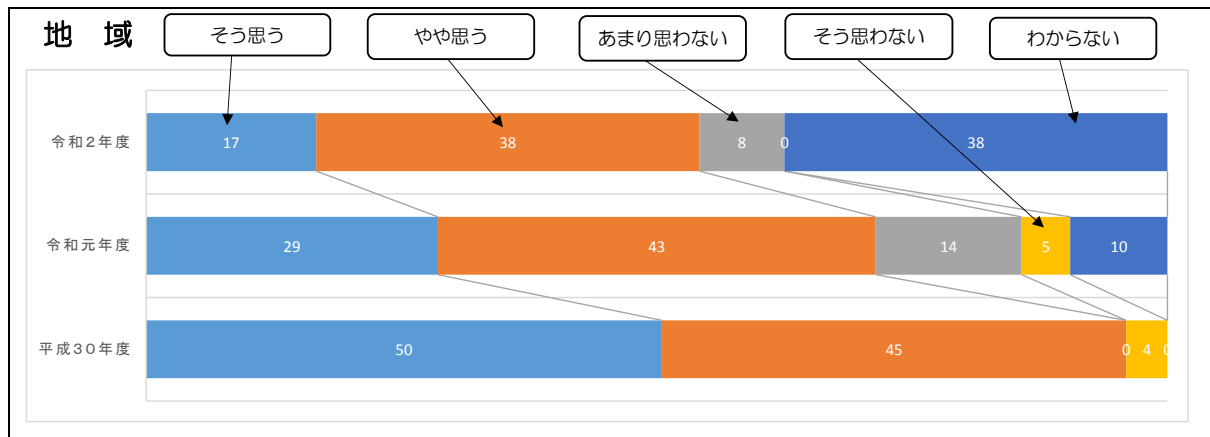 地　域
そう思う
やや思う
あまり思わない
そう思わない
わからない
令和２年度
17
38
8
0
38
令和元年度
29
43
14
5
10
平成３０年度
50
45
0
4
0